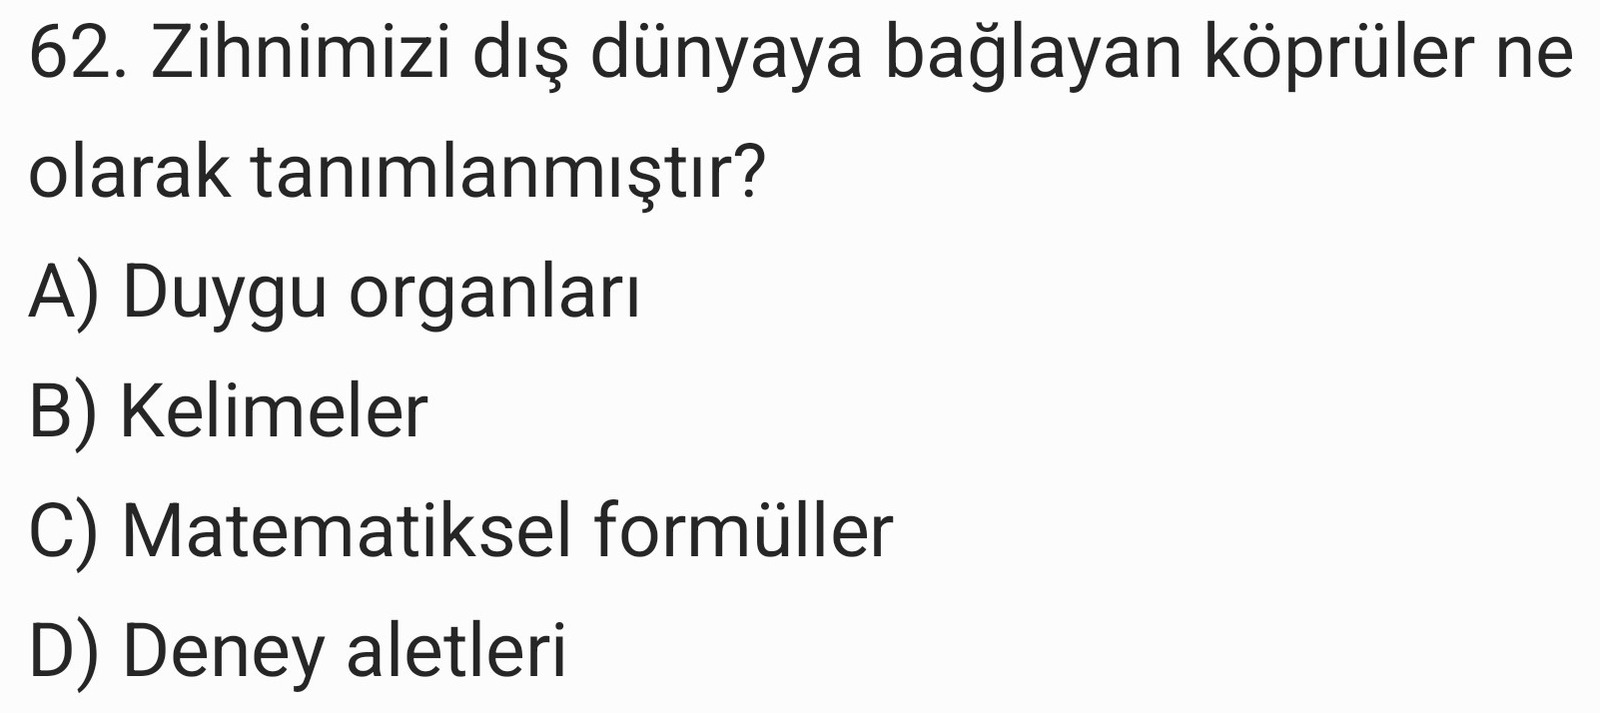 62. Zihnimizi dış dünyaya bağlayan köprüler ne
olarak tanımlanmıştır?
A) Duygu organları
B) Kelimeler
C) Matematiksel formüller
D) Deney aletleri